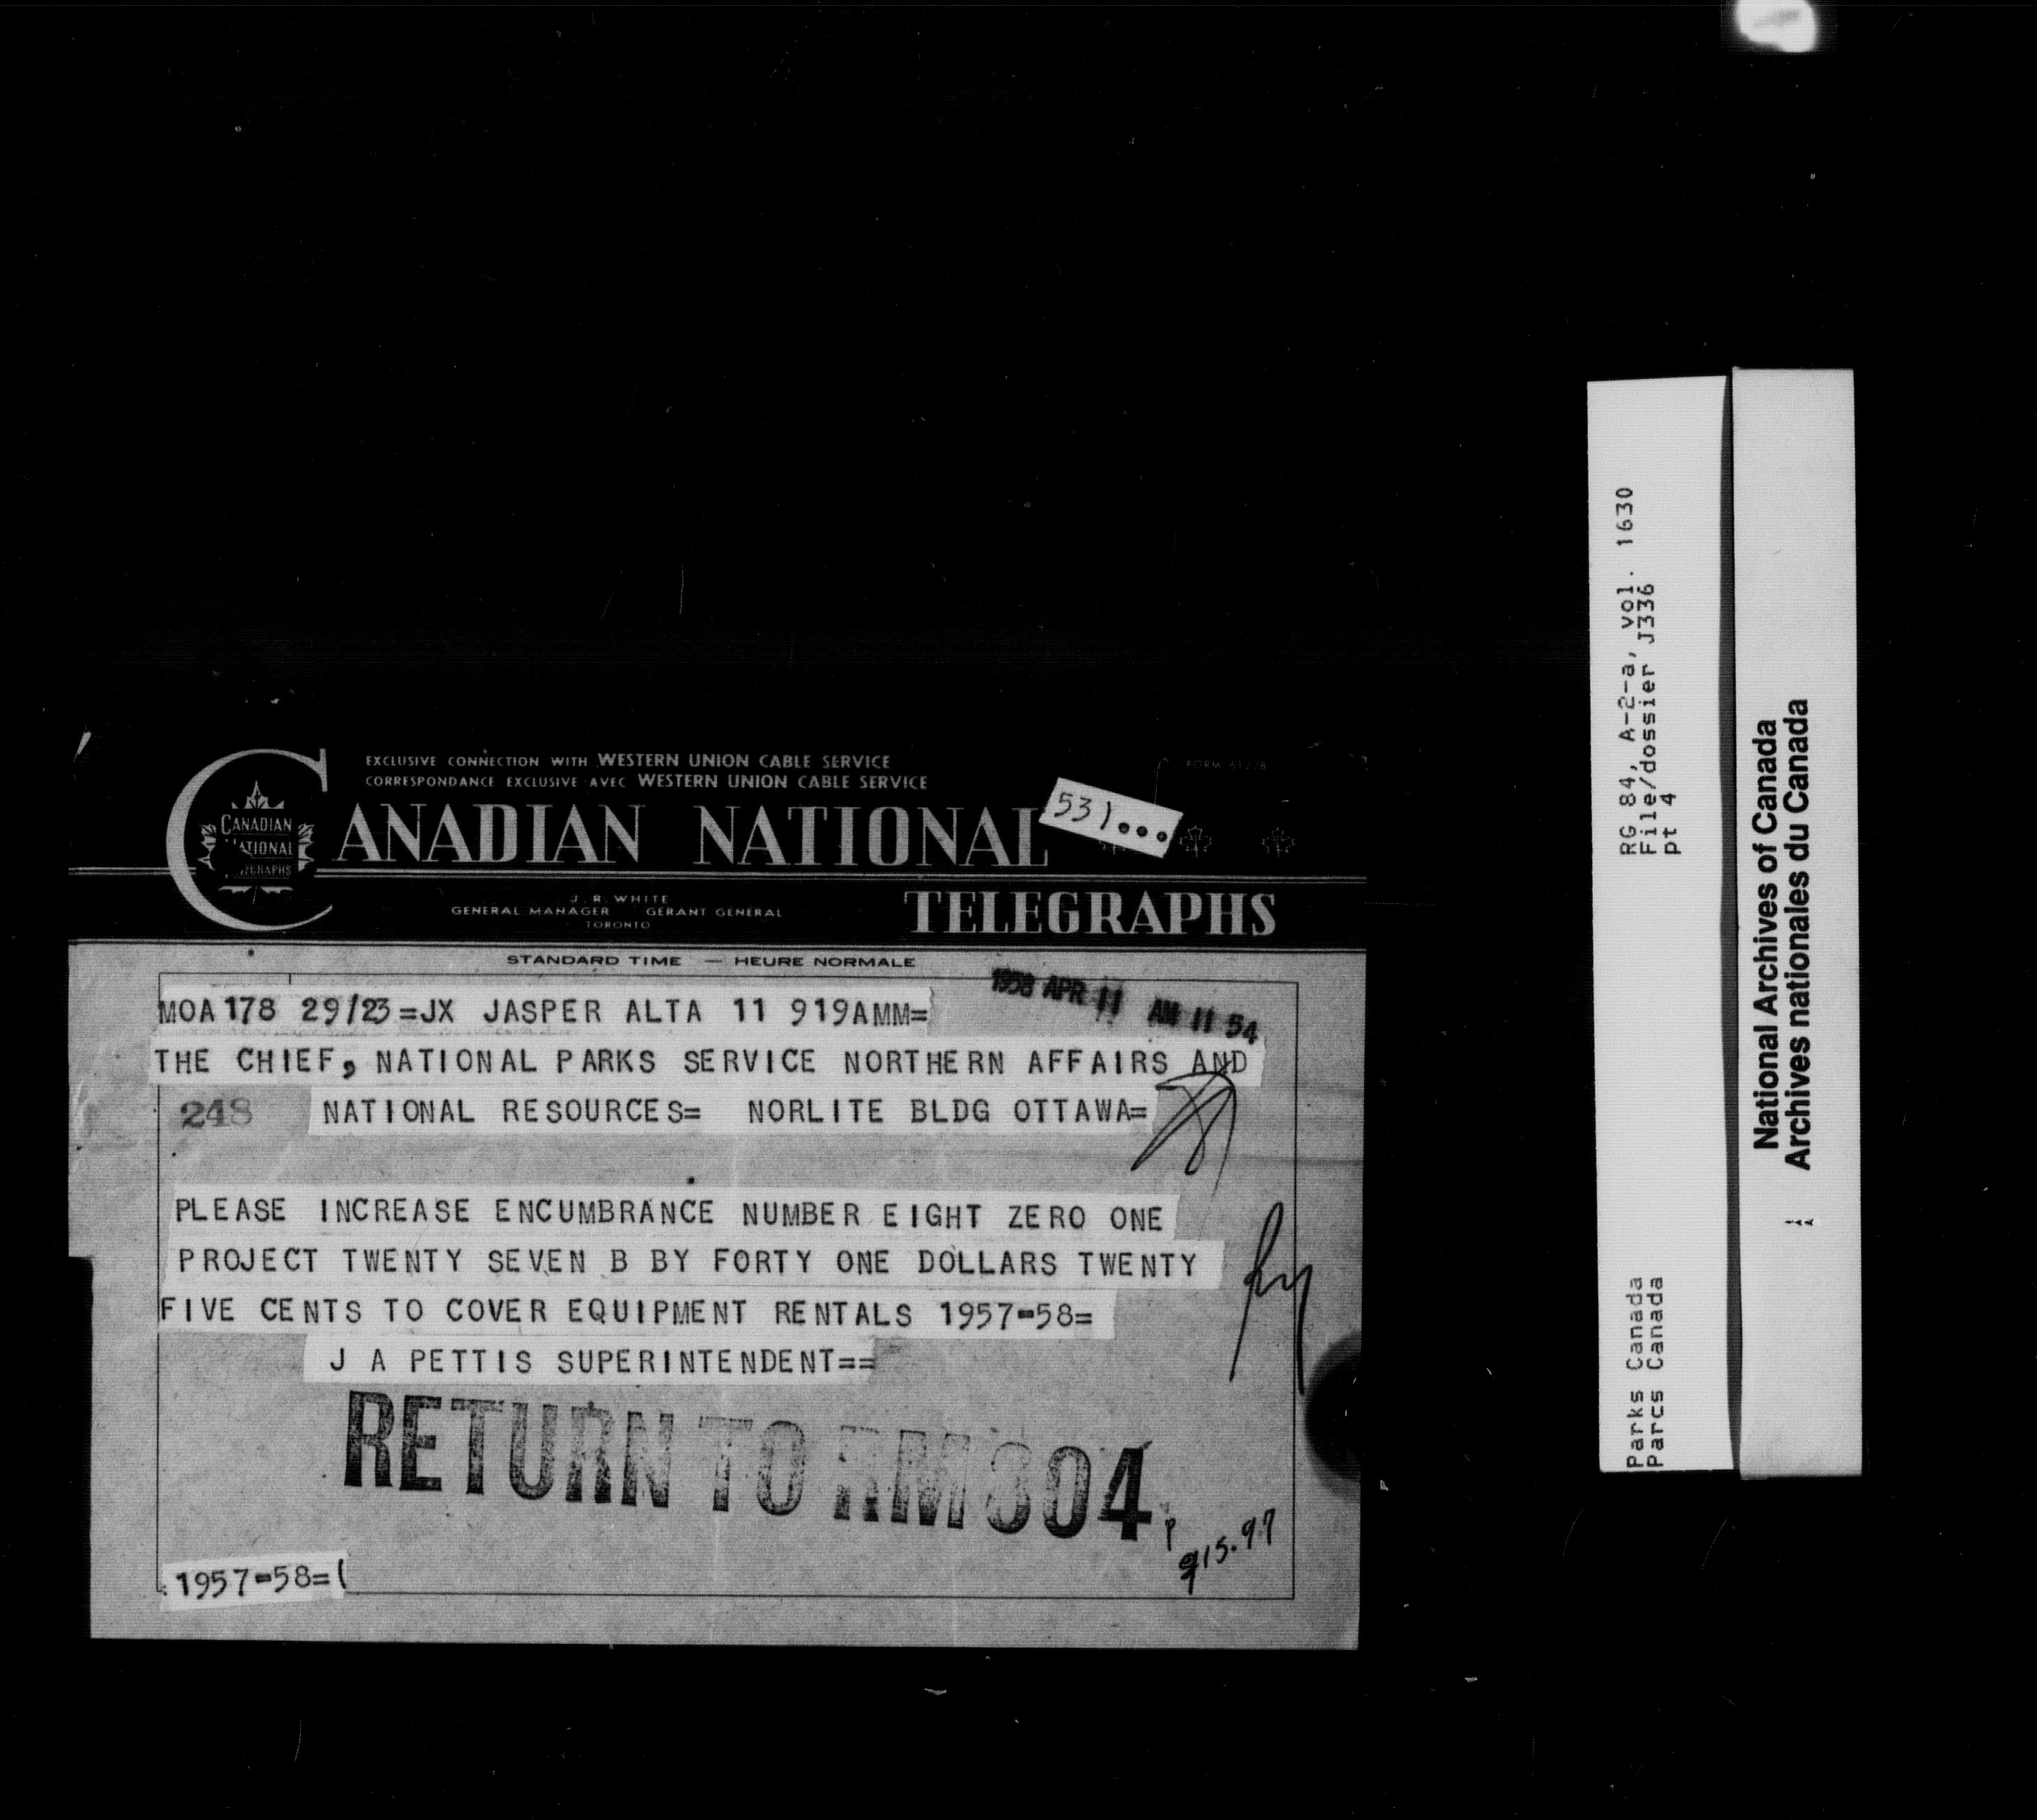 EXCLUSIVE CONNECTION WITH WESTERN UNION CABLE SERVICE
CORRESPONDANCE EXCLUSIVE AVEC WESTERN UNION CABLE SERVICE
CANADIAN NATIONAL
531...
CANADIAN
NATIONAL
J. R. WHITE
GENERAL MANAGER GERANT GENERAL
TORONTO
TELEGRAPHS
STANDARD TIME — HEURE NORMALE
1958 APR 11 AM 11 54
MOA178 29/23=JX JASPER ALTA 11 919AMM=
THE CHIEF, NATIONAL PARKS SERVICE NORTHERN AFFAIRS AND
248 NATIONAL RESOURCES= NORLITE BLDG OTTAWA=
PLEASE INCREASE ENCUMBRANCE NUMBER EIGHT ZERO ONE
PROJECT TWENTY SEVEN B BY FORTY ONE DOLLARS TWENTY
FIVE CENTS TO COVER EQUIPMENT RENTALS 1957-58=
J A PETTIS SUPERINTENDENT==
RETURN TO RM 304
915.97
1957-58=(
RG 84, A-2-a, vol. 1630
File/dossier J336
pt 4
Parks Canada
Parcs Canada
National Archives of Canada
Archives nationales du Canada